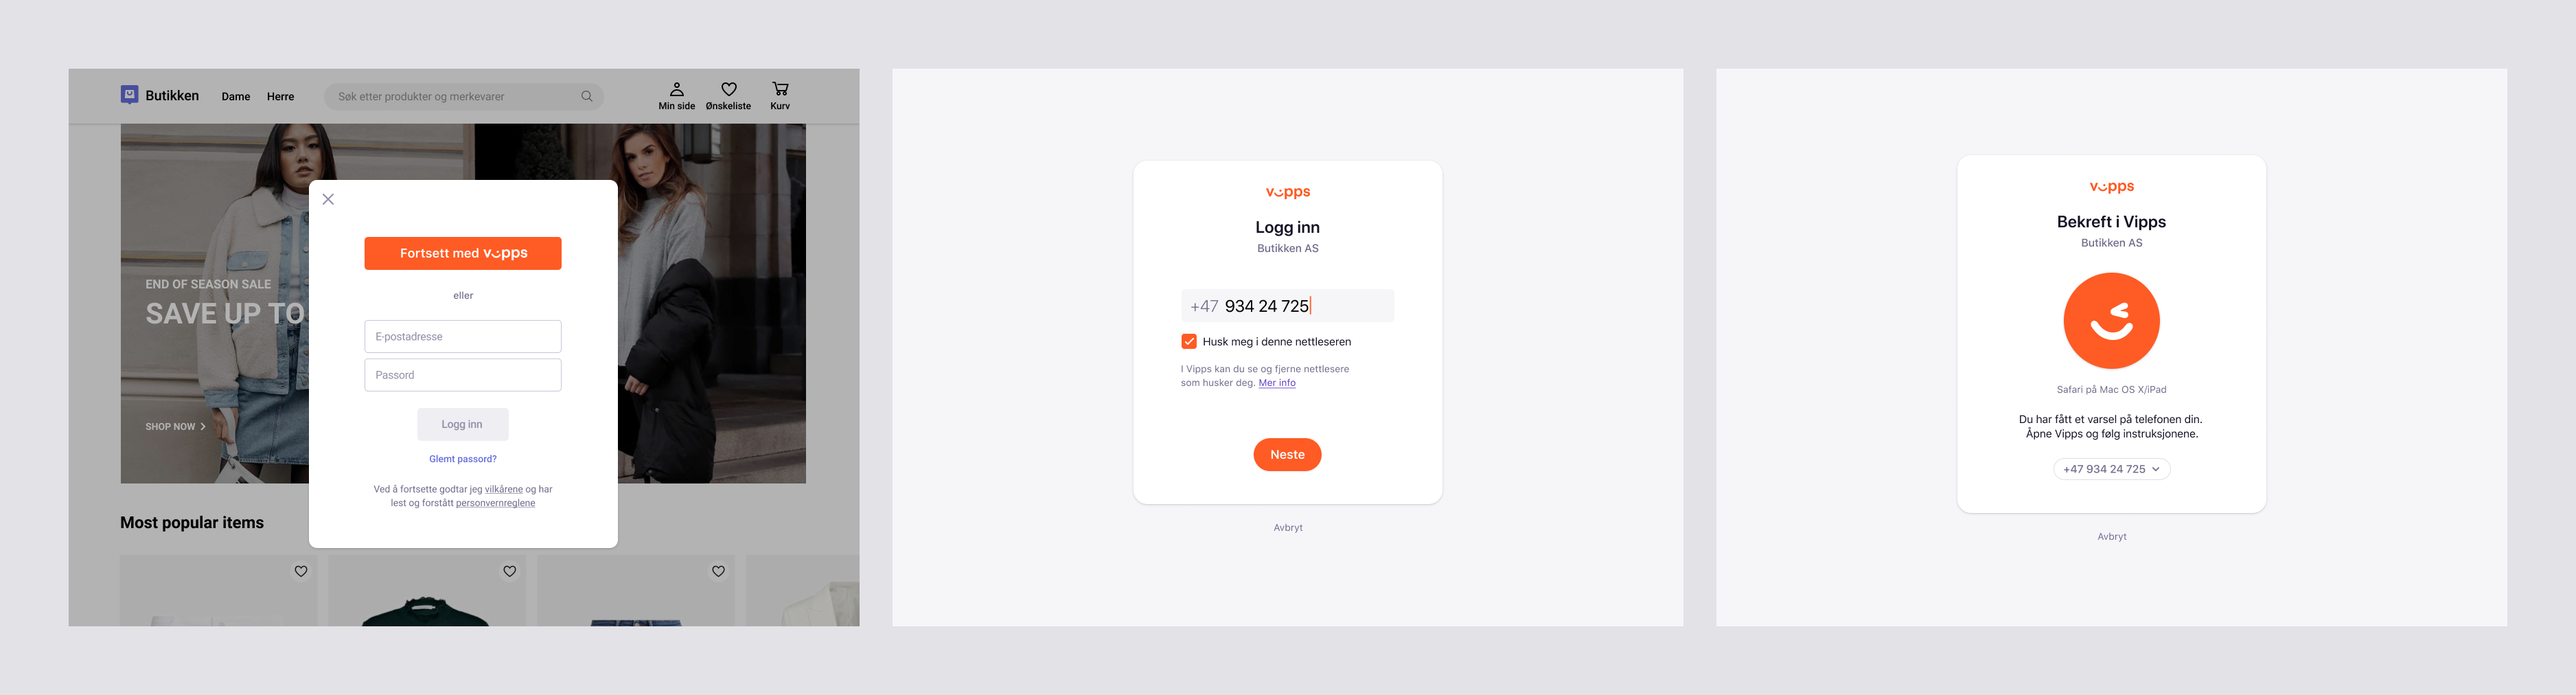 Butikken
Dame
Herre
Søk etter produkter og merkevarer
Min side
Ønskeliste
Kurv
END OF SEASON SALE
SAVE UP TO
SHOP NOW
Fortsett med vipps
eller
E-postadresse
Passord
Logg inn
Glemt passord?
Ved å fortsette godtar jeg vilkårene og har
lest og forstått personvernreglene
Most popular items
vipps
Logg inn
Butikken AS
+47 934 24 725
Husk meg i denne nettleseren
I Vipps kan du se og fjerne nettlesere
som husker deg. Mer info
Neste
Avbryt
vipps
Bekreft i Vipps
Butikken AS
Safari på Mac OS X/iPad
Du har fått et varsel på telefonen din.
Åpne Vipps og følg instruksjonene.
+47 934 24 725
Avbryt